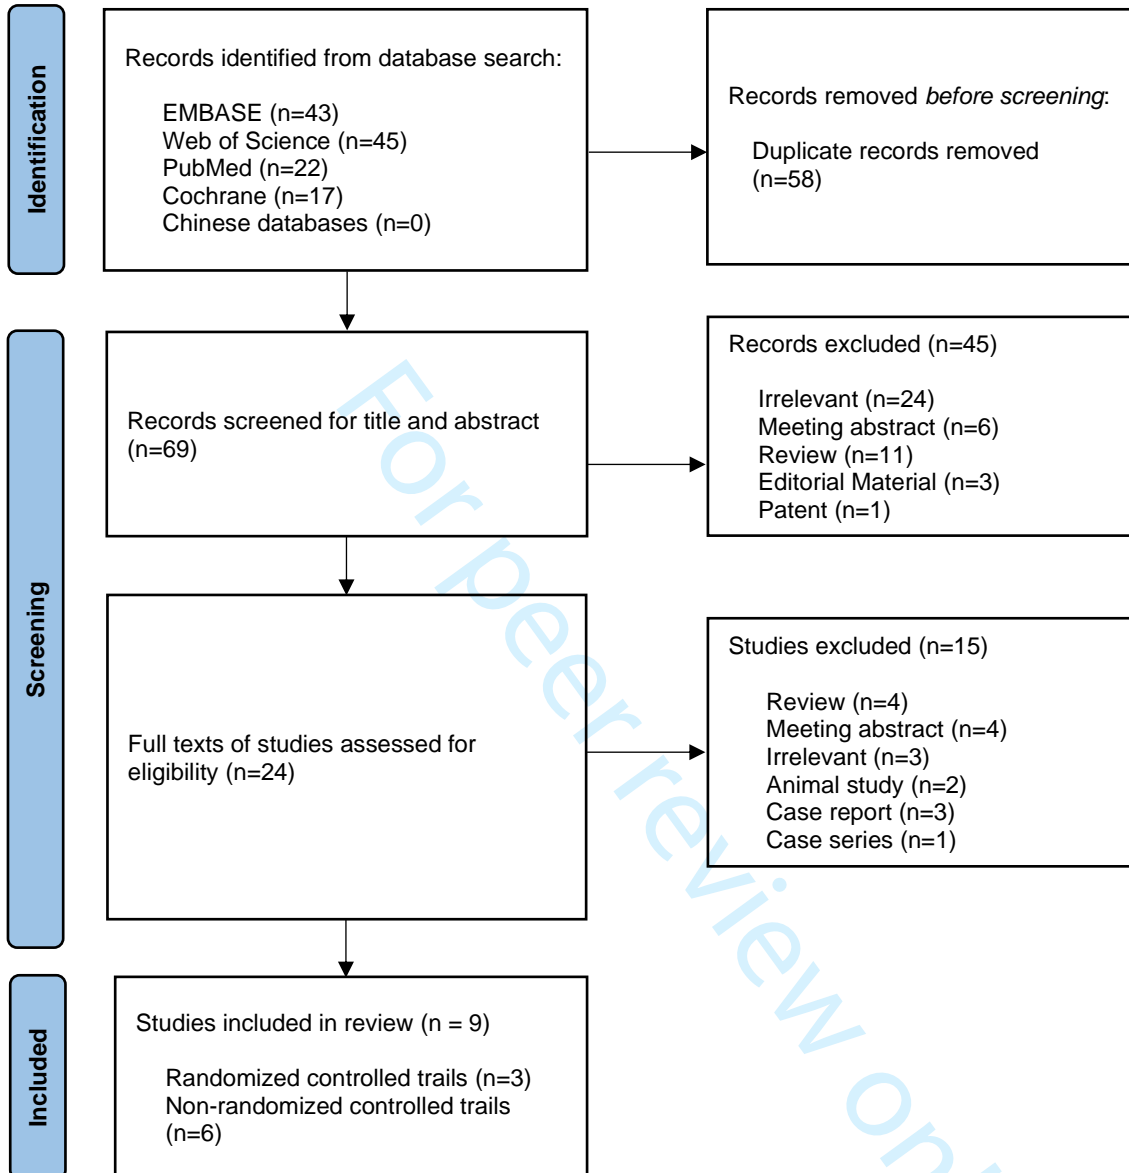 Identification
Records identified from database search:
EMBASE (n=43)
Web of Science (n=45)
PubMed (n=22)
Cochrane (n=17)
Chinese databases (n=0)
Records removed before screening:
Duplicate records removed
(n=58)
Screening
Records screened for title and abstract
(n=69)
Records excluded (n=45)
Irrelevant (n=24)
Meeting abstract (n=6)
Review (n=11)
Editorial Material (n=3)
Patent (n=1)
Full texts of studies assessed for
eligibility (n=24)
Studies excluded (n=15)
Review (n=4)
Meeting abstract (n=4)
Irrelevant (n=3)
Animal study (n=2)
Case report (n=3)
Case series (n=1)
Included
Studies included in review (n = 9)
Randomized controlled trails (n=3)
Non-randomized controlled trails
(n=6)
For peer review